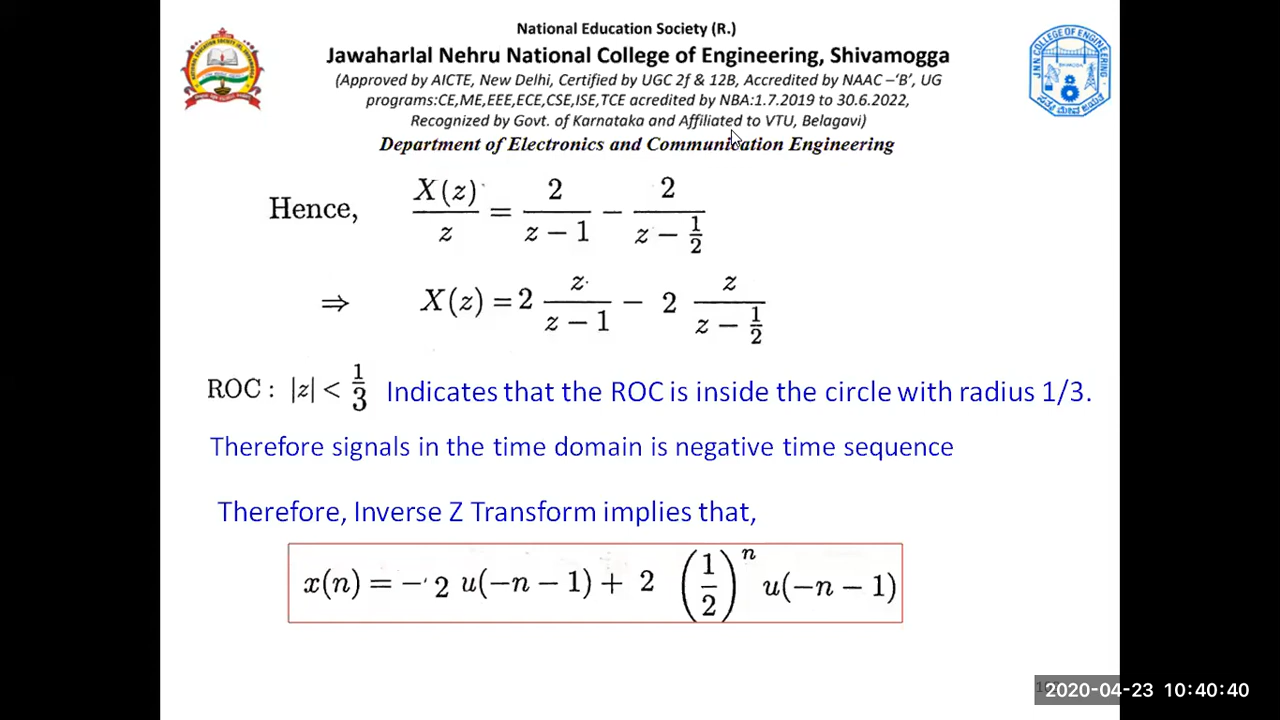 National Education Society (R.)
Jawaharlal Nehru National College of Engineering, Shivamogga
(Approved by AICTE, New Delhi, Certified by UGC 2f & 12B, Accredited by NAAC –‘B’, UG
programs:CE,ME,EEE,ECE,CSE,ISE,TCE acredited by NBA:1.7.2019 to 30.6.2022,
Recognized by Govt. of Karnataka and Affiliated to VTU, Belagavi)
Department of Electronics and Communication Engineering
Hence, X(z)/z = 2/(z − 1) − 2/(z − 1/2)
⇒ X(z) = 2 z/(z − 1) − 2 z/(z − 1/2)
ROC : |z| < 1/3 Indicates that the ROC is inside the circle with radius 1/3.
Therefore signals in the time domain is negative time sequence
Therefore, Inverse Z Transform implies that,
x(n) = − 2 u(−n − 1) + 2 (1/2)^n u(−n − 1)
2020-04-23 10:40:40